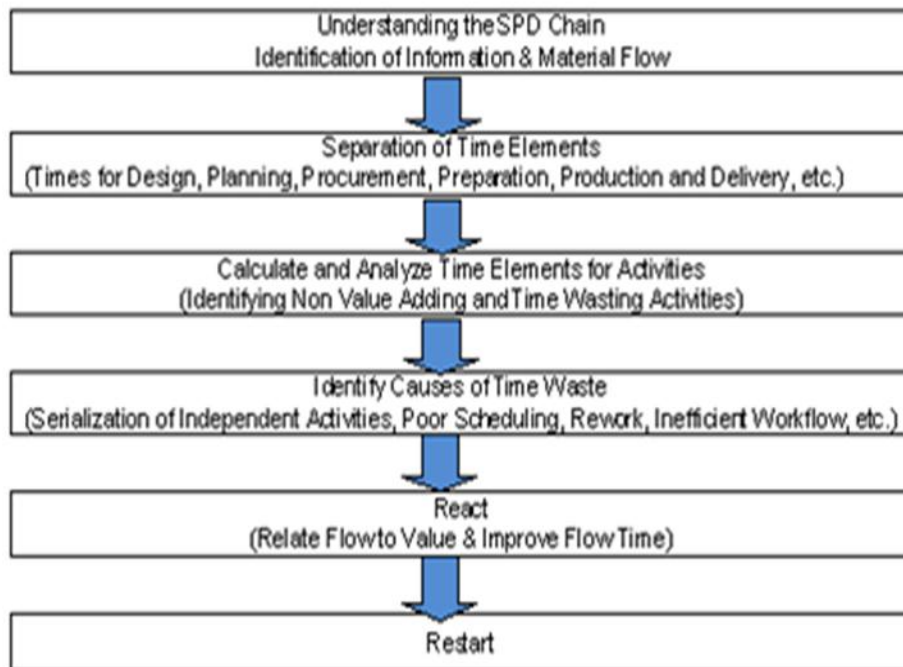 Understanding the SPD Chain
Identification of Information & Material Flow
Separation of Time Elements
(Times for Design, Planning, Procurement, Preparation, Production and Delivery, etc.)
Calculate and Analyze Time Elements for Activities
(Identifying Non Value Adding and Time Wasting Activities)
Identify Causes of Time Waste
(Serialization of Independent Activities, Poor Scheduling, Rework, Inefficient Workflow, etc.)
React
(Relate Flow to Value & Improve Flow Time)
Restart